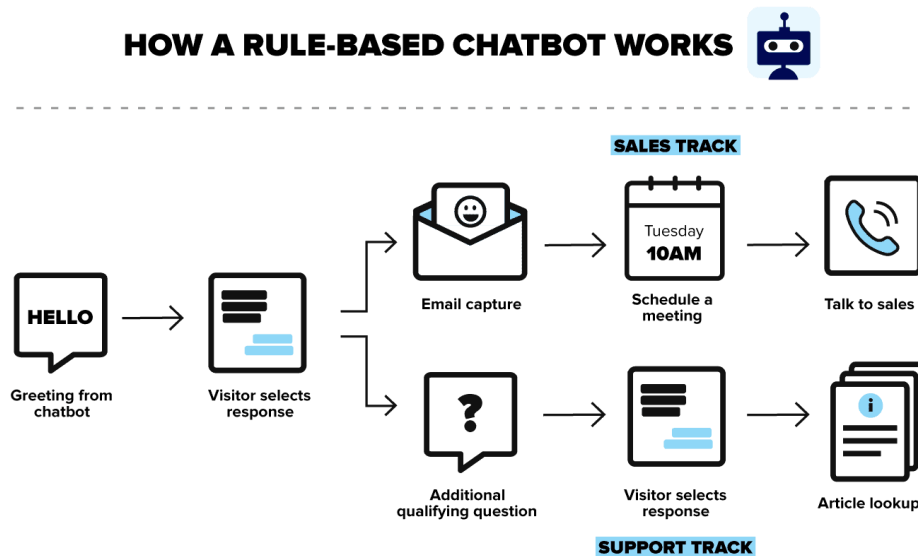 HOW A RULE-BASED CHATBOT WORKS
SALES TRACK
Tuesday
10AM
Email capture
Schedule a
meeting
Talk to sales
HELLO
Greeting from
chatbot
Visitor selects
response
?
i
Additional
qualifying question
Visitor selects
response
Article lookup
SUPPORT TRACK